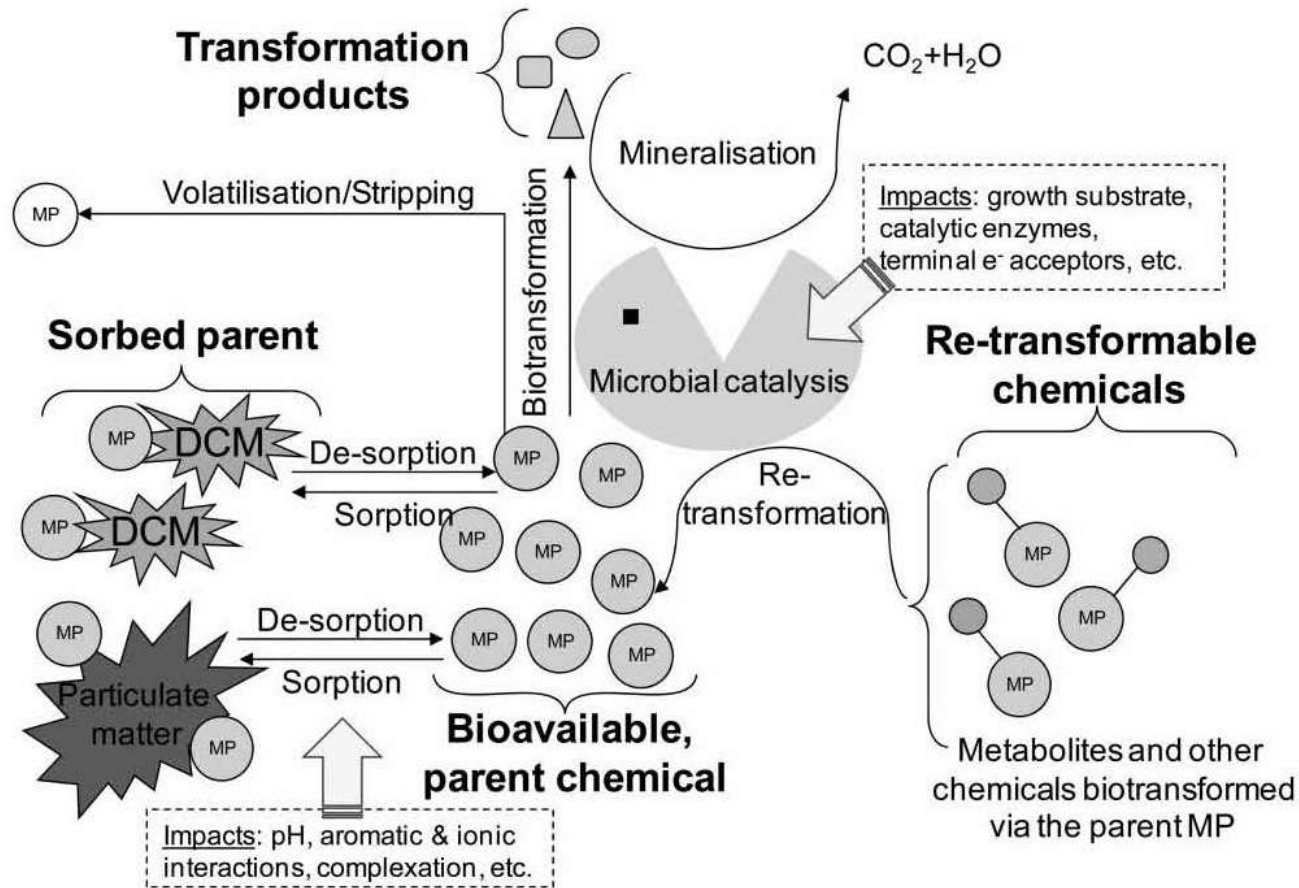 Transformation
products
CO₂+H₂O
Mineralisation
Volatilisation/Stripping
MP
Biotransformation
Impacts: growth substrate,
catalytic enzymes,
terminal e⁻ acceptors, etc.
Microbial catalysis
Sorbed parent
MP
DCM
MP
DCM
De-sorption
Sorption
MP
MP
MP
MP
MP
MP
MP
MP
Re-
transformation
Re-transformable
chemicals
MP
MP
MP
Metabolites and other
chemicals biotransformed
via the parent MP
MP
Particulate
matter
MP
De-sorption
Sorption
Bioavailable,
parent chemical
Impacts: pH, aromatic & ionic
interactions, complexation, etc.